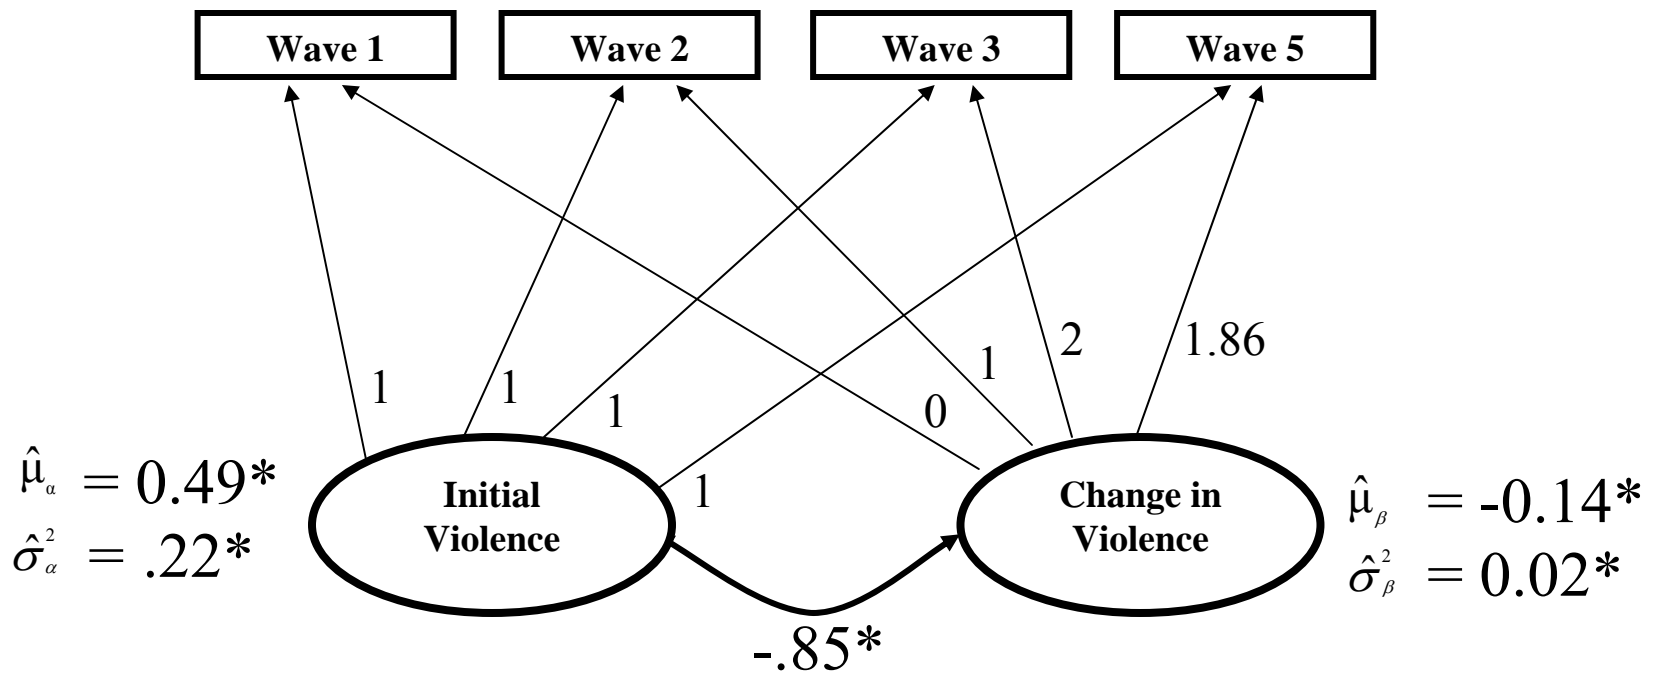 Wave 1
Wave 2
Wave 3
Wave 5
1
1
1
1
0
1
2
1.86
μ̂α = 0.49*
σ̂²α = .22*
Initial
Violence
Change in
Violence
μ̂β = -0.14*
σ̂²β = 0.02*
-.85*